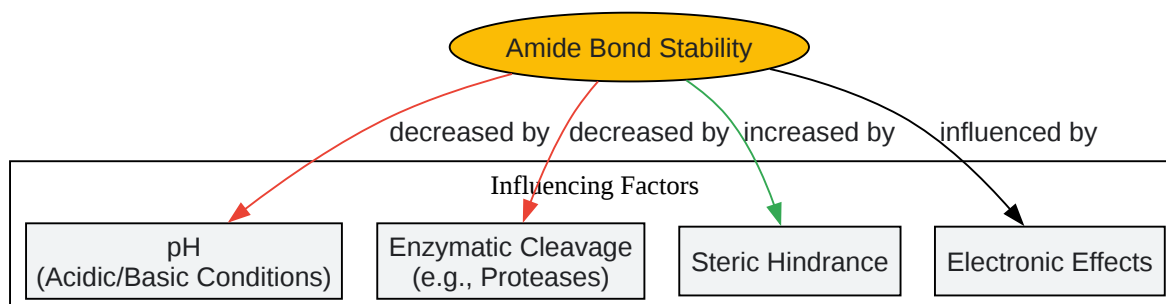 Amide Bond Stability
decreased by
decreased by
increased by
influenced by
Influencing Factors
pH
(Acidic/Basic Conditions)
Enzymatic Cleavage
(e.g., Proteases)
Steric Hindrance
Electronic Effects